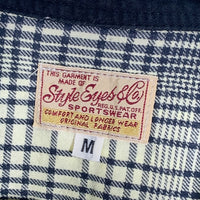 THIS GARMENT IS
MADE OF
Style Eyes & Co.
REG. U.S. PAT. OFF.
SPORTSWEAR
COMFORT AND LONGER WEAR
ORIGINAL FABRICS
M